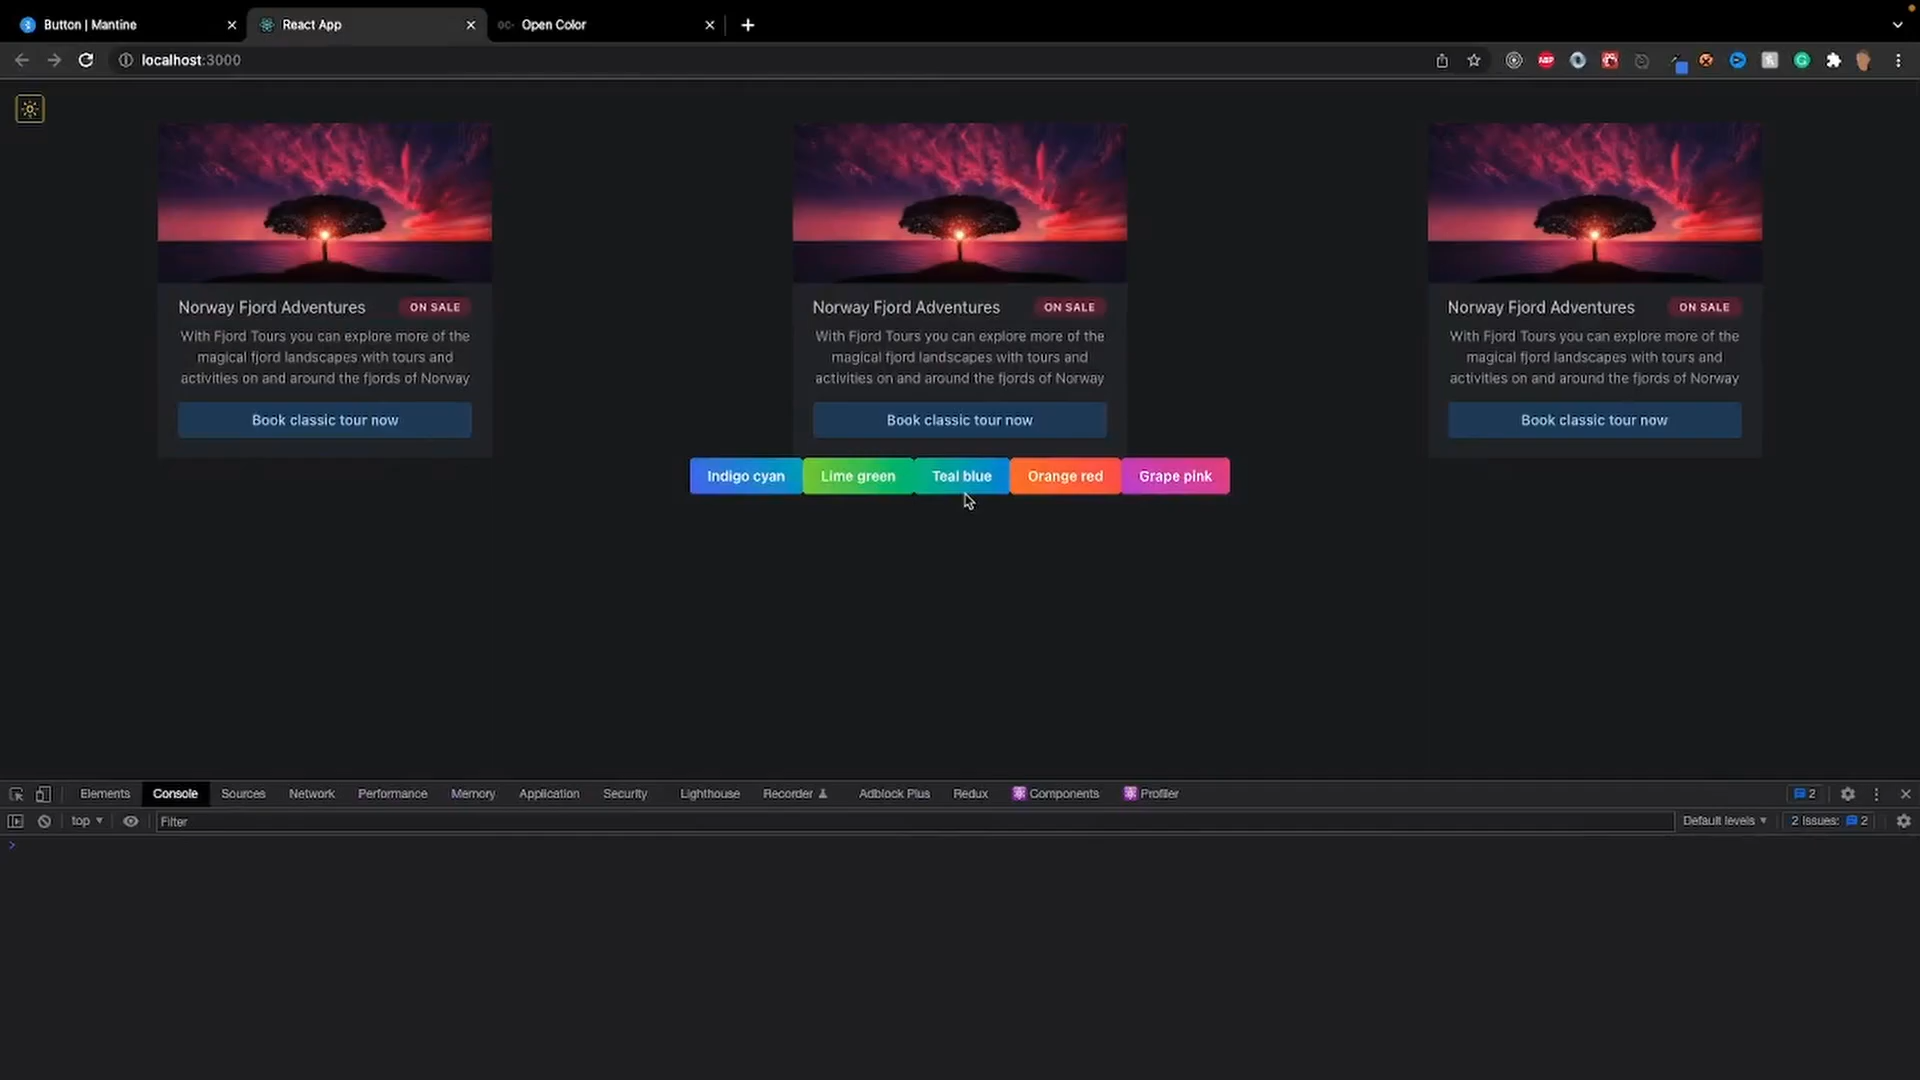 Button | Mantine
React App
Open Color
localhost:3000
ABP
Norway Fjord Adventures ON SALE
With Fjord Tours you can explore more of the
magical fjord landscapes with tours and
activities on and around the fjords of Norway
Book classic tour now
Norway Fjord Adventures ON SALE
With Fjord Tours you can explore more of the
magical fjord landscapes with tours and
activities on and around the fjords of Norway
Book classic tour now
Norway Fjord Adventures ON SALE
With Fjord Tours you can explore more of the
magical fjord landscapes with tours and
activities on and around the fjords of Norway
Book classic tour now
Indigo cyan Lime green Teal blue Orange red Grape pink
Elements Console Sources Network Performance Memory Application Security Lighthouse Recorder Adblock Plus Redux Components Profiler 2
top Filter Default levels 2 Issues: 2
>